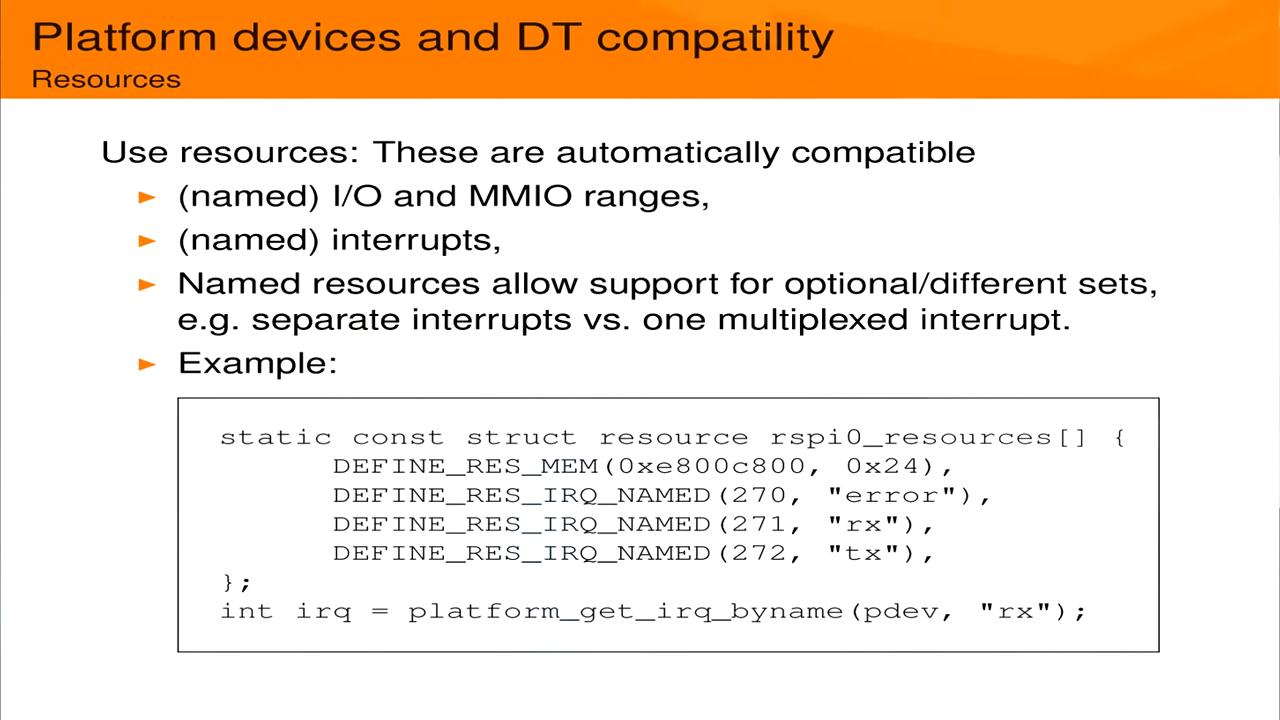 Platform devices and DT compatility
Resources
Use resources: These are automatically compatible
► (named) I/O and MMIO ranges,
► (named) interrupts,
► Named resources allow support for optional/different sets,
e.g. separate interrupts vs. one multiplexed interrupt.
► Example:
static const struct resource rspi0_resources[] {
DEFINE_RES_MEM(0xe800c800, 0x24),
DEFINE_RES_IRQ_NAMED(270, "error"),
DEFINE_RES_IRQ_NAMED(271, "rx"),
DEFINE_RES_IRQ_NAMED(272, "tx"),
};
int irq = platform_get_irq_byname(pdev, "rx");